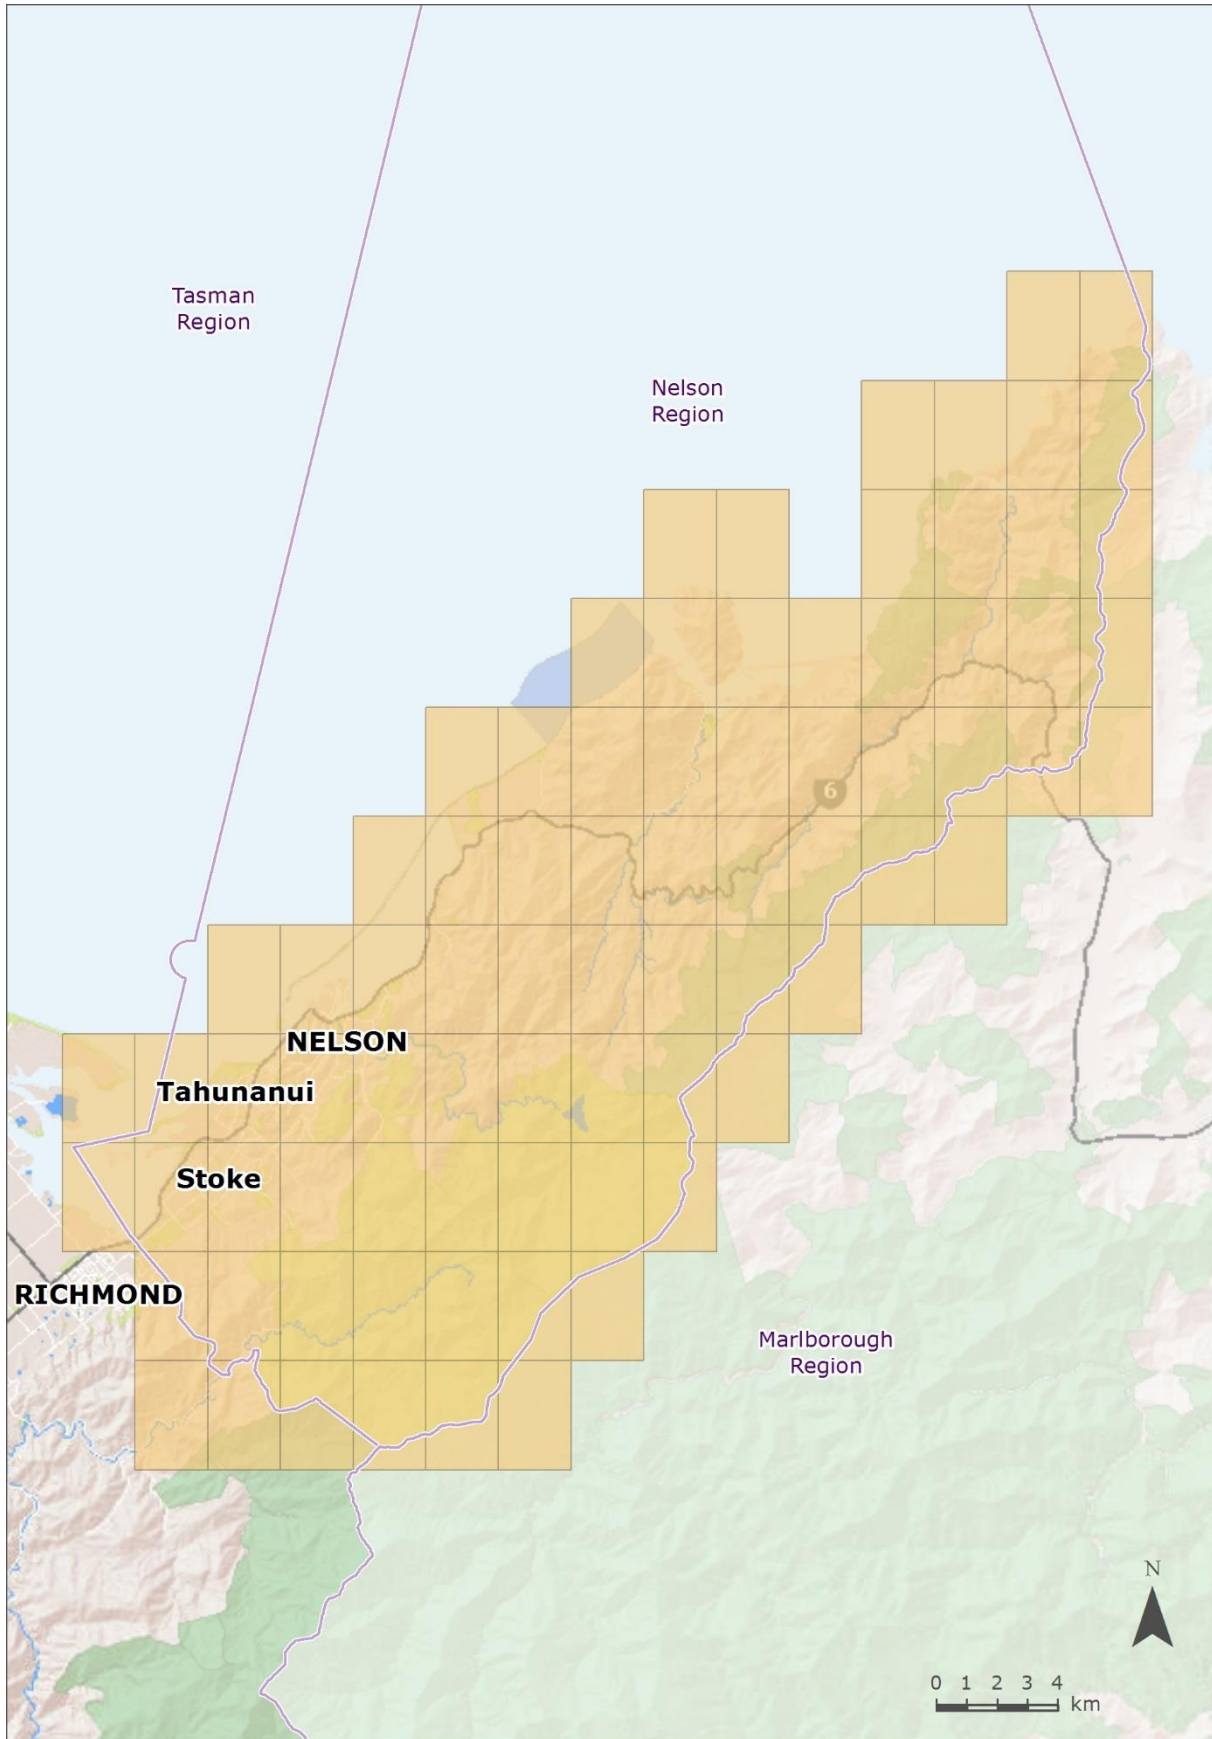 Tasman
Region
Nelson
Region
6
NELSON
Tahunanui
Stoke
RICHMOND
Marlborough
Region
N
0 1 2 3 4
km